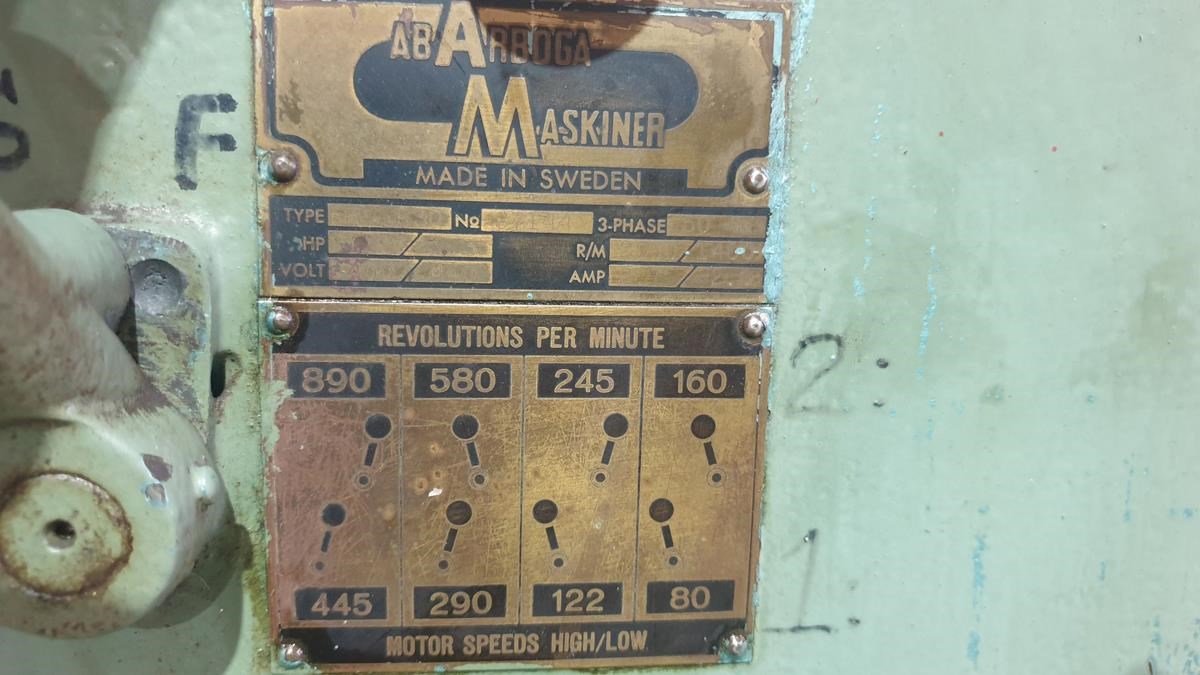 AB ARBOGA
MASKINER
MADE IN SWEDEN
F
TYPE № 3-PHASE
HP R/M
VOLT AMP
REVOLUTIONS PER MINUTE
890 580 245 160
2:
445 290 122 80
1.
MOTOR SPEEDS HIGH/LOW